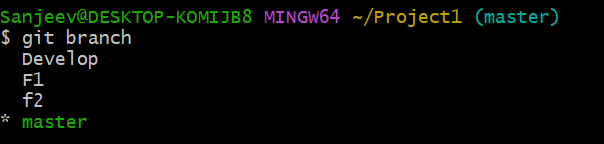 Sanjeev@DESKTOP-KOMIJB8 MINGW64 ~/Project1 (master)
$ git branch
  Develop
  F1
  f2
* master